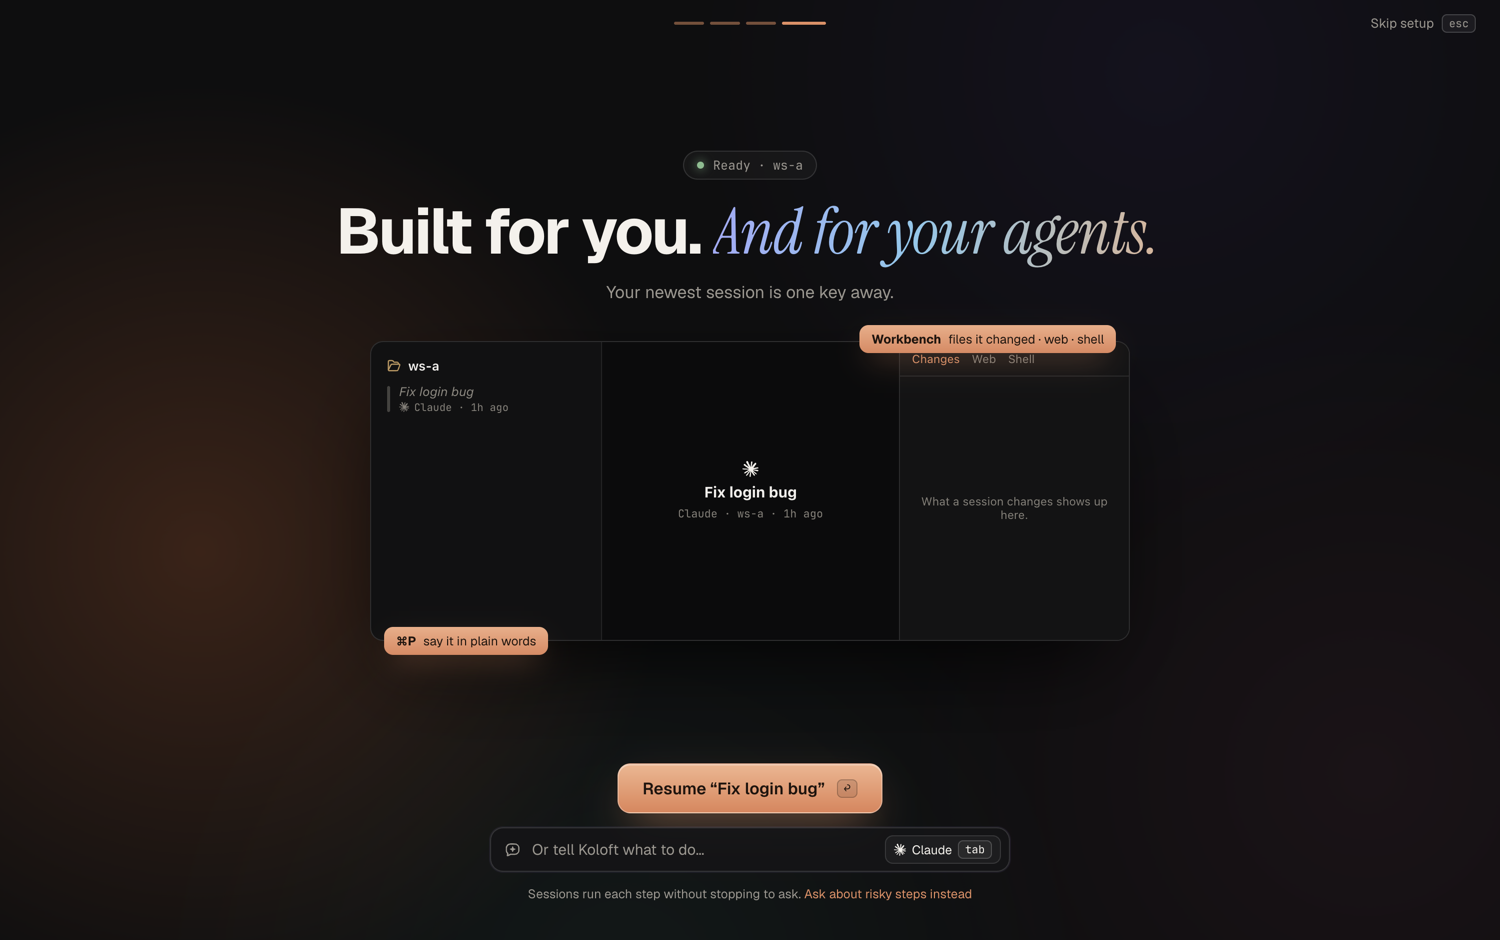 Skip setup esc
Ready · ws-a
Built for you. And for your agents.
Your newest session is one key away.
Workbench files it changed · web · shell
ws-a
Changes Web Shell
Fix login bug
Claude · 1h ago
Fix login bug
Claude · ws-a · 1h ago
What a session changes shows up
here.
⌘P say it in plain words
Resume “Fix login bug”
Or tell Koloft what to do... Claude tab
Sessions run each step without stopping to ask. Ask about risky steps instead